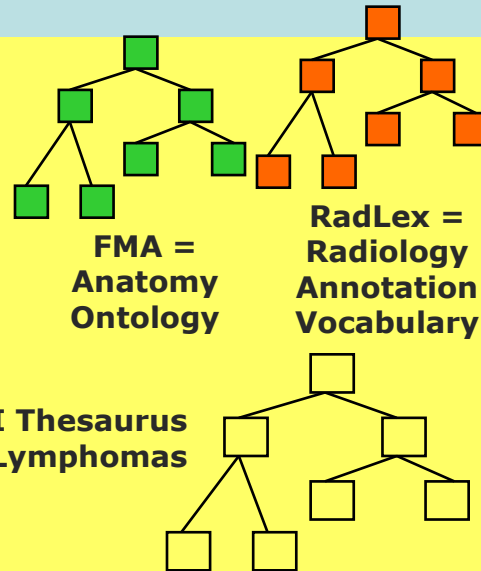 FMA =
Anatomy
Ontology
RadLex =
Radiology
Annotation
Vocabulary
I Thesaurus
Lymphomas